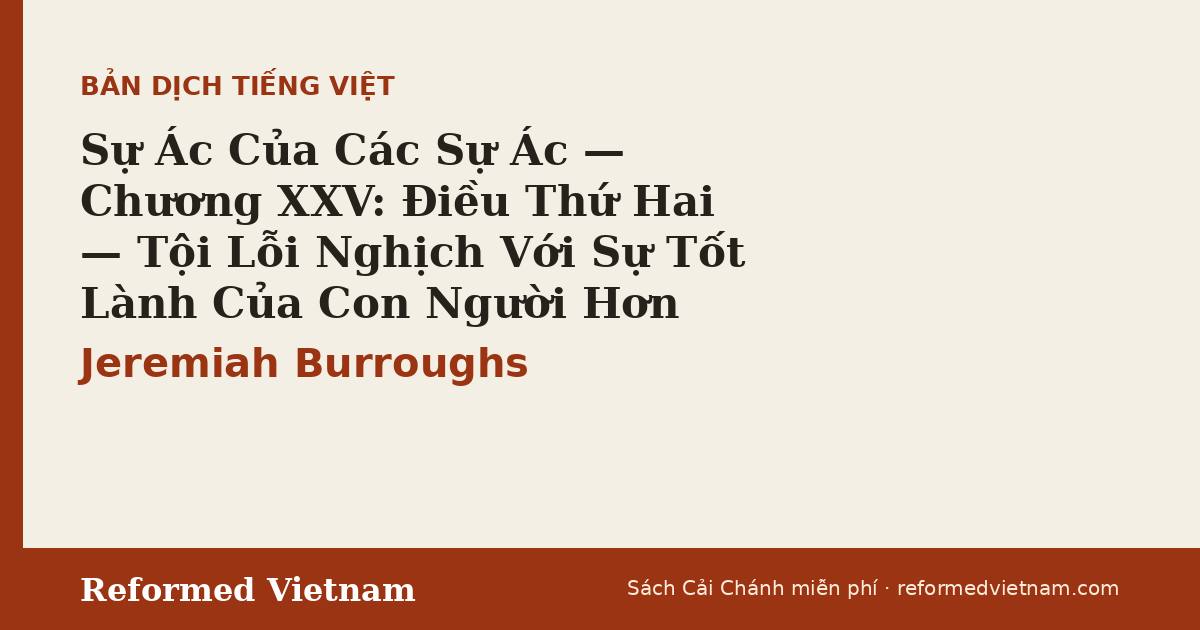 BẢN DỊCH TIẾNG VIỆT
Sự Ác Của Các Sự Ác —
Chương XXV: Điều Thứ Hai
— Tội Lỗi Nghịch Với Sự Tốt
Lành Của Con Người Hơn
Jeremiah Burroughs
Reformed Vietnam
Sách Cải Chánh miễn phí · reformedvietnam.com